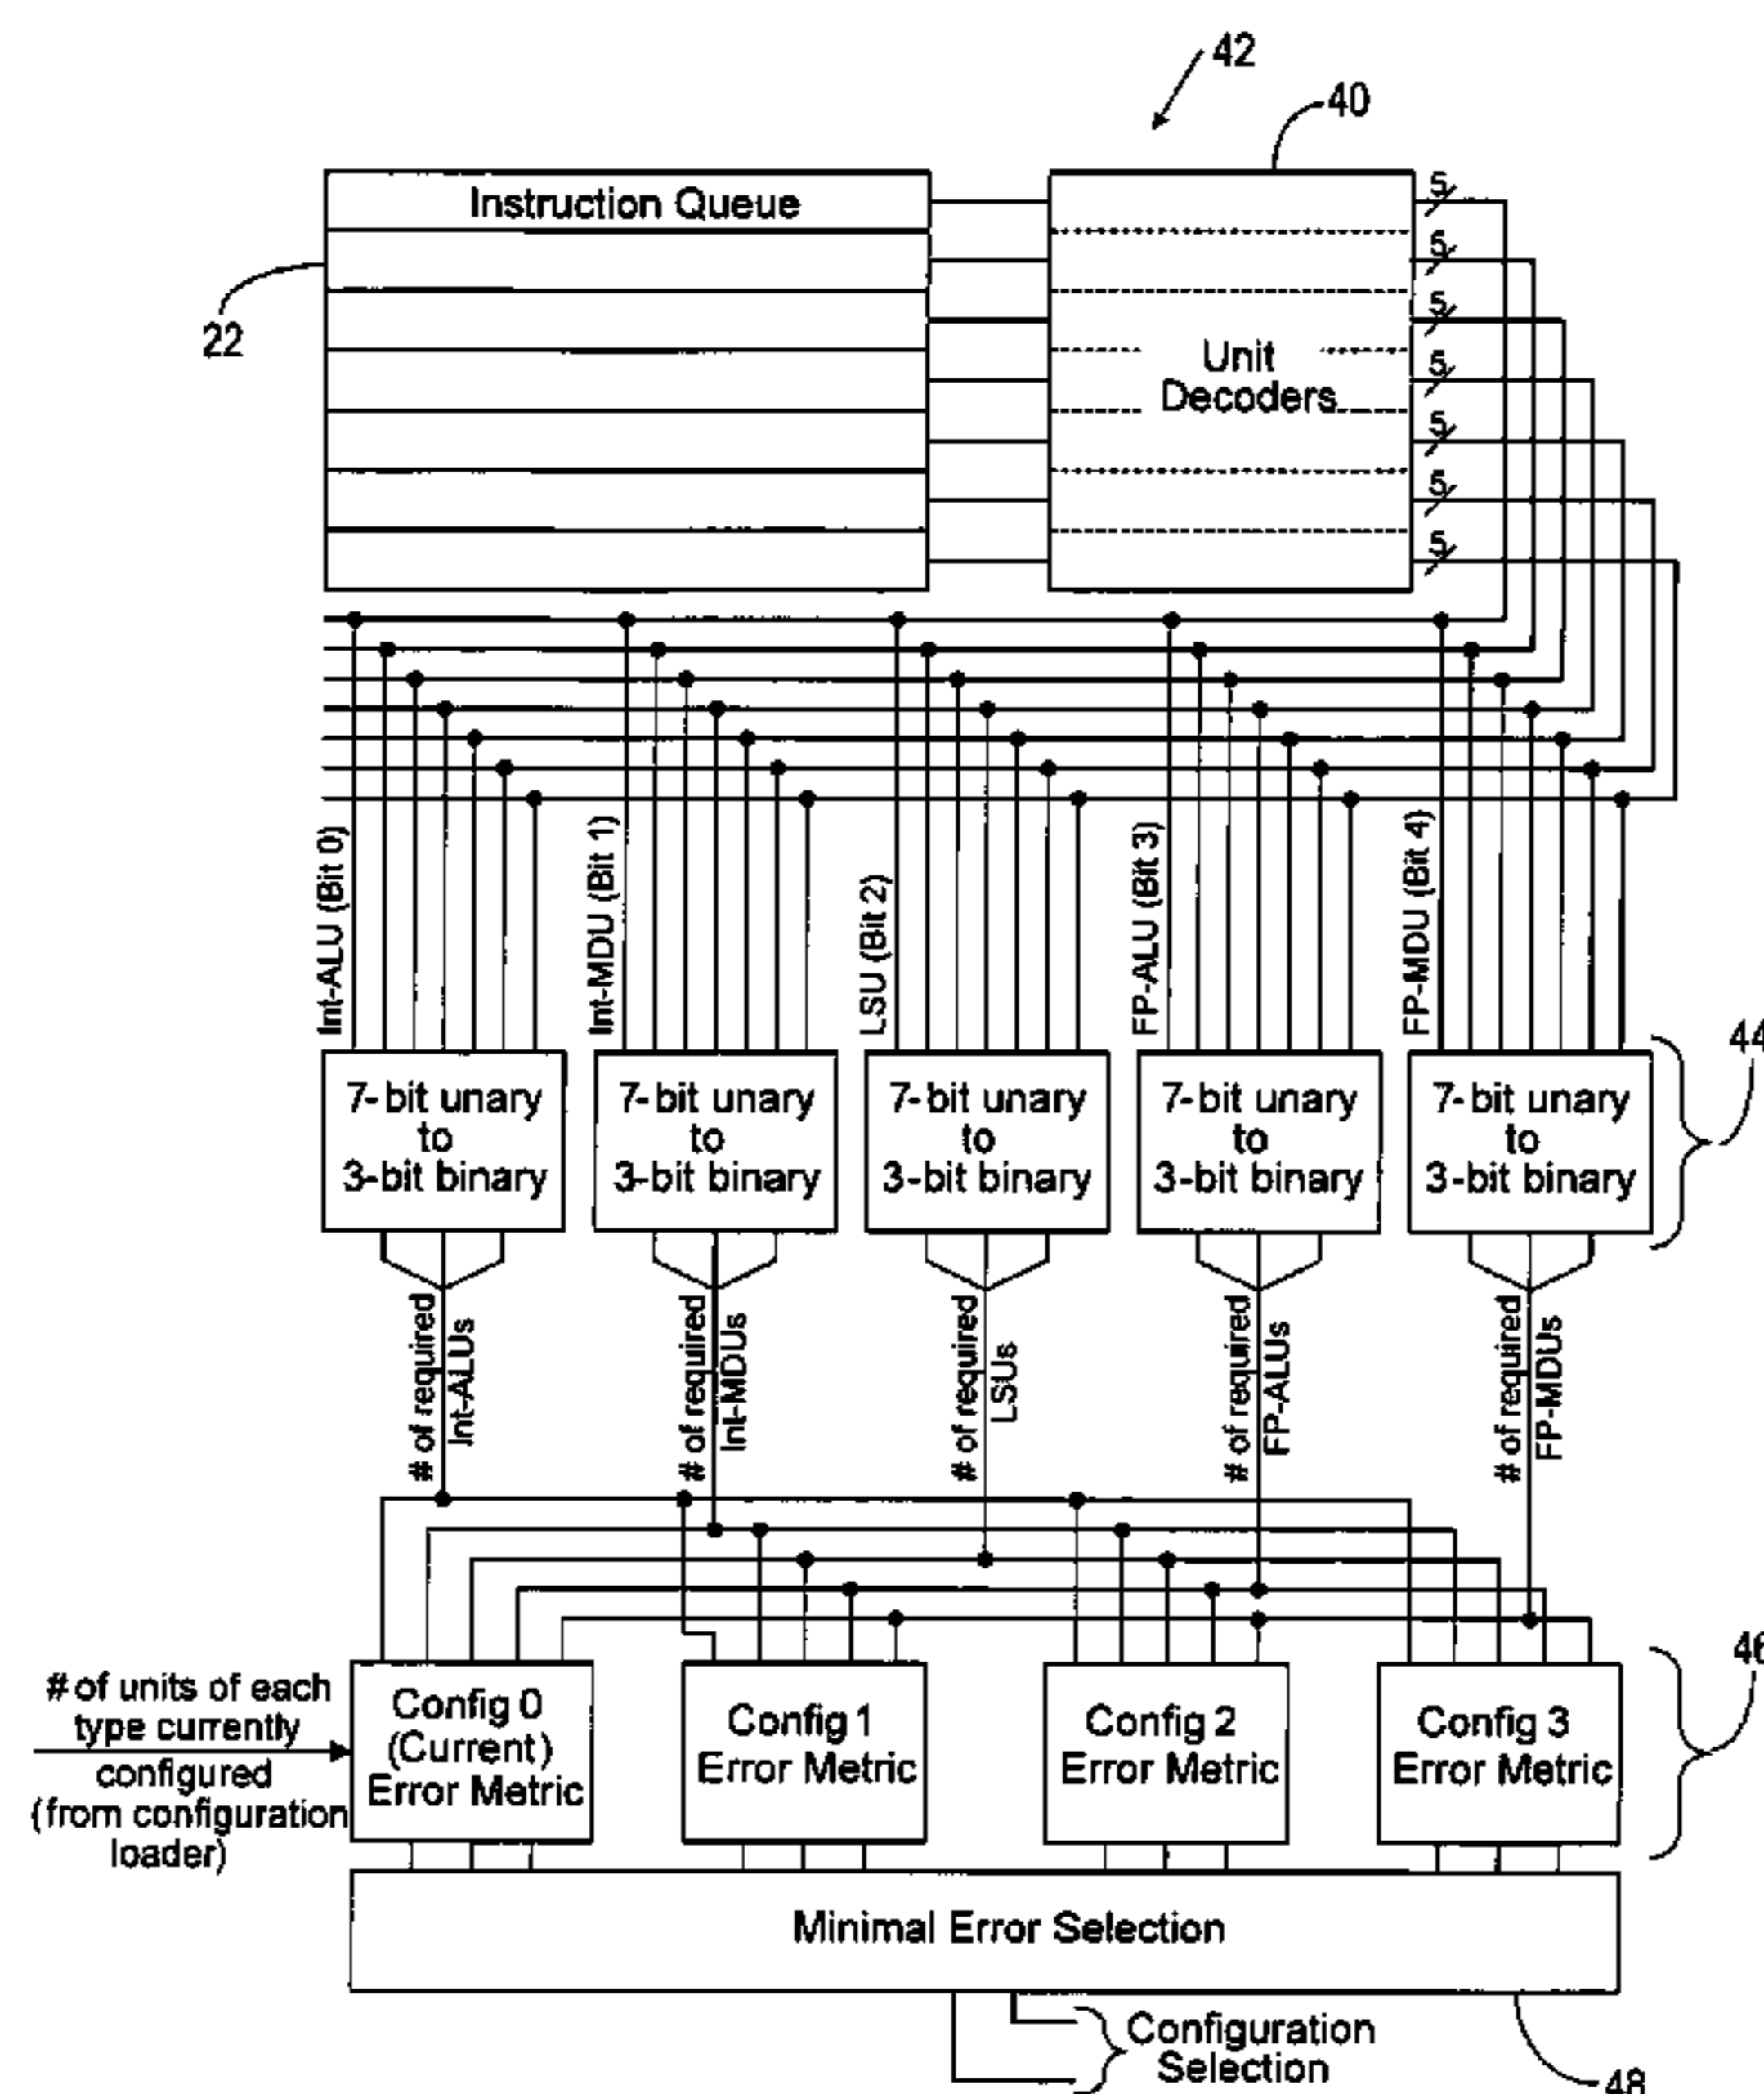 42
40
Instruction Queue
22
Unit
Decoders
5
5
5
5
5
5
5
Int-ALU (Bit 0)
Int-MDU (Bit 1)
LSU (Bit 2)
FP-ALU (Bit 3)
FP-MDU (Bit 4)
44
7-bit unary
to
3-bit binary
7-bit unary
to
3-bit binary
7-bit unary
to
3-bit binary
7-bit unary
to
3-bit binary
7-bit unary
to
3-bit binary
# of required
Int-ALUs
# of required
Int-MDUs
# of required
LSUs
# of required
FP-ALUs
# of required
FP-MDUs
46
# of units of each
type currently
configured
(from configuration
loader)
Config 0
(Current)
Error Metric
Config 1
Error Metric
Config 2
Error Metric
Config 3
Error Metric
Minimal Error Selection
Configuration
Selection
48